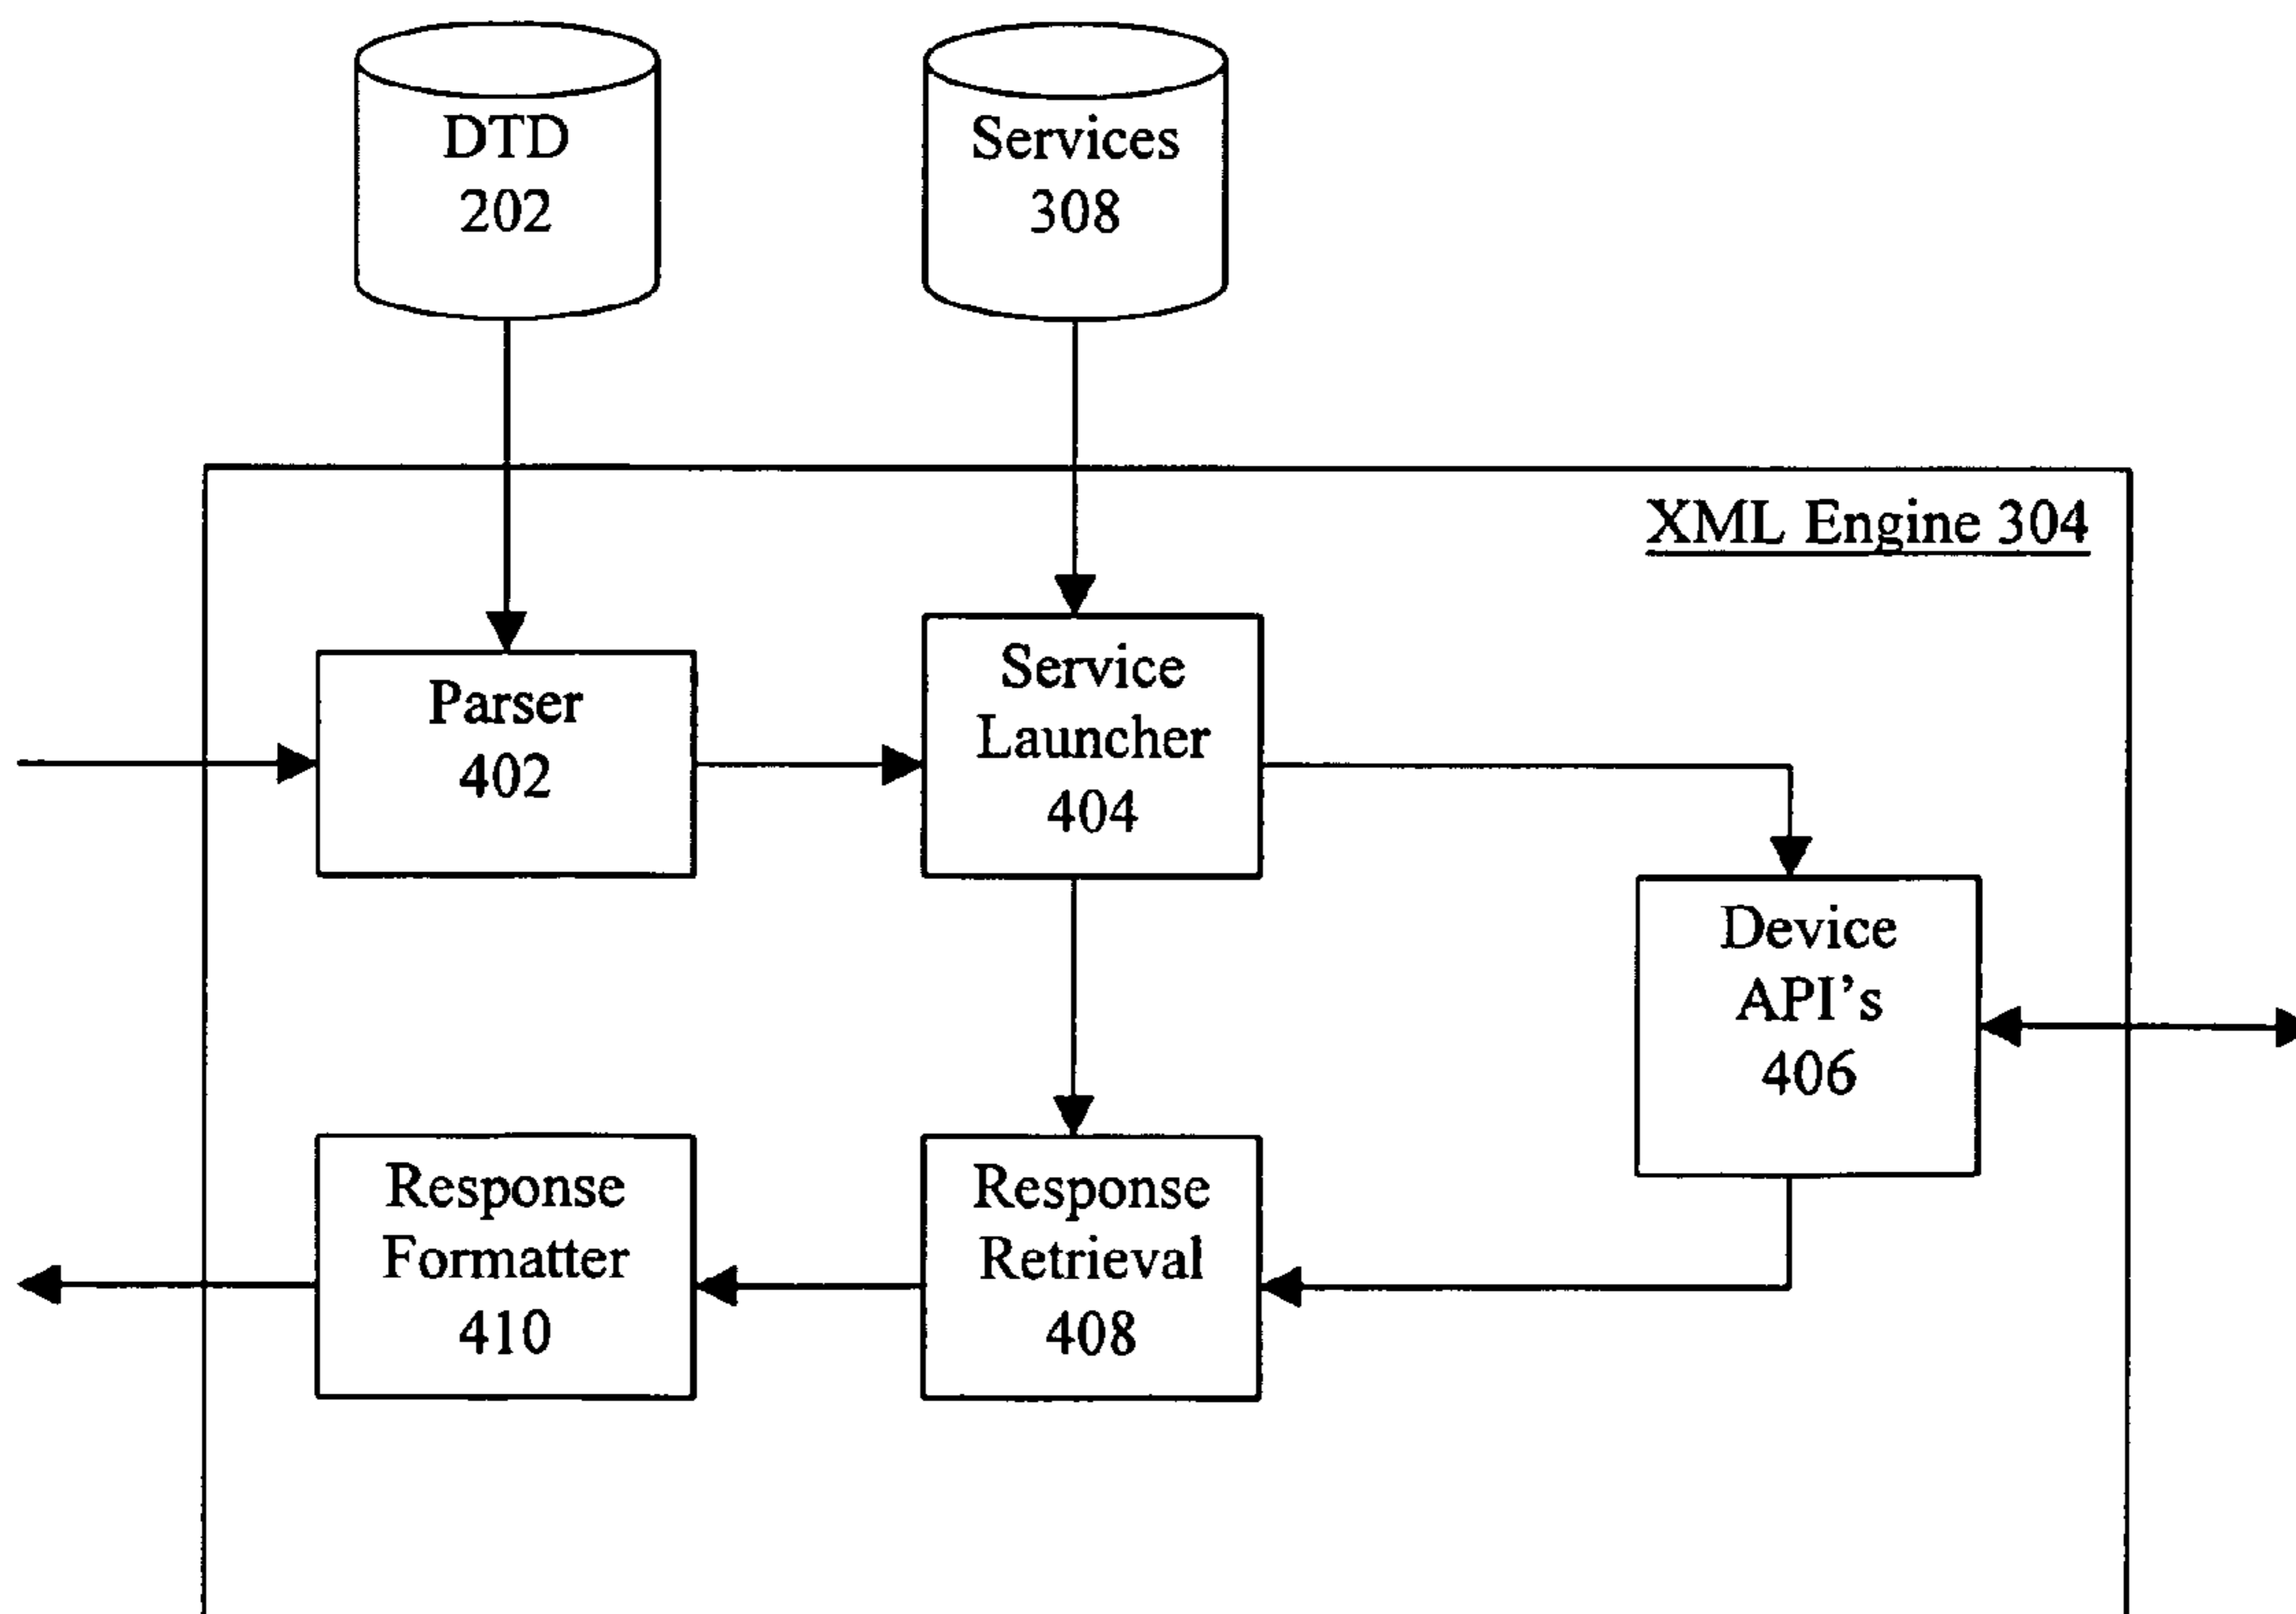 DTD
202
Services
308
XML Engine 304
Parser
402
Service
Launcher
404
Device
API's
406
Response
Formatter
410
Response
Retrieval
408